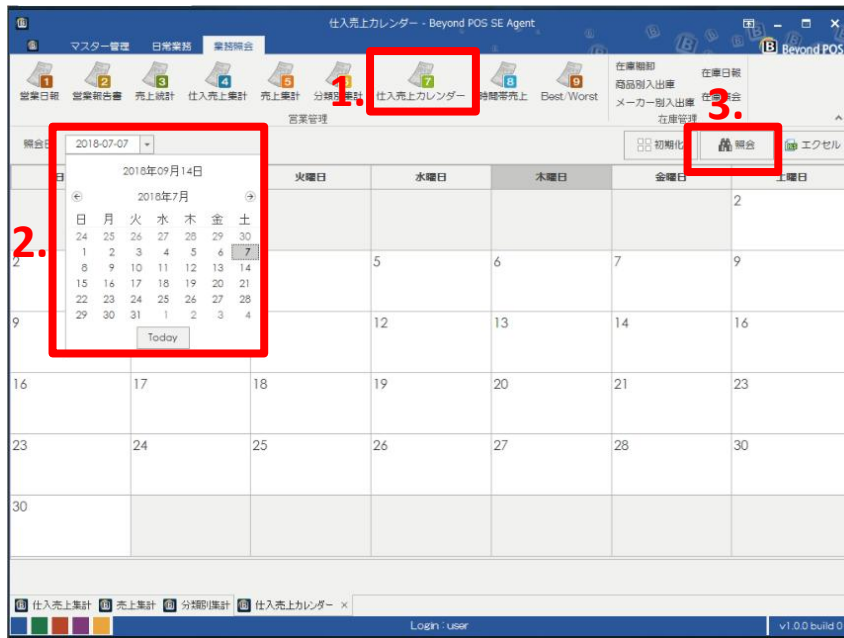 仕入売上カレンダー - Beyond POS SE Agent
マスター管理 日常業務 業務照会
Beyond POS
1 2 3 4 5 7 8 9
営業日報 営業報告書 売上統計 仕入売上集計 売上集計 分類別集計 仕入売上カレンダー 時間帯売上 Best/Worst
1.
営業管理
在庫棚卸 在庫日報
商品別入出庫
メーカー別入出庫
在庫管理
3.
照会日 2018-07-07
初期化 照会 エクセル
火曜日 水曜日 木曜日 金曜日 土曜日
2.
2018年09月14日
2018年7月
日 月 火 水 木 金 土
24 25 26 27 28 29 30
1 2 3 4 5 6 7
8 9 10 11 12 13 14
15 16 17 18 19 20 21
22 23 24 25 26 27 28
29 30 31 1 2 3 4
Today
2
2 5 6 7 9
9 12 13 14 16
16 17 18 19 20 21 23
23 24 25 26 27 28 30
30
仕入売上集計 売上集計 分類別集計 仕入売上カレンダー ×
Login : user
v1.0.0 build 0